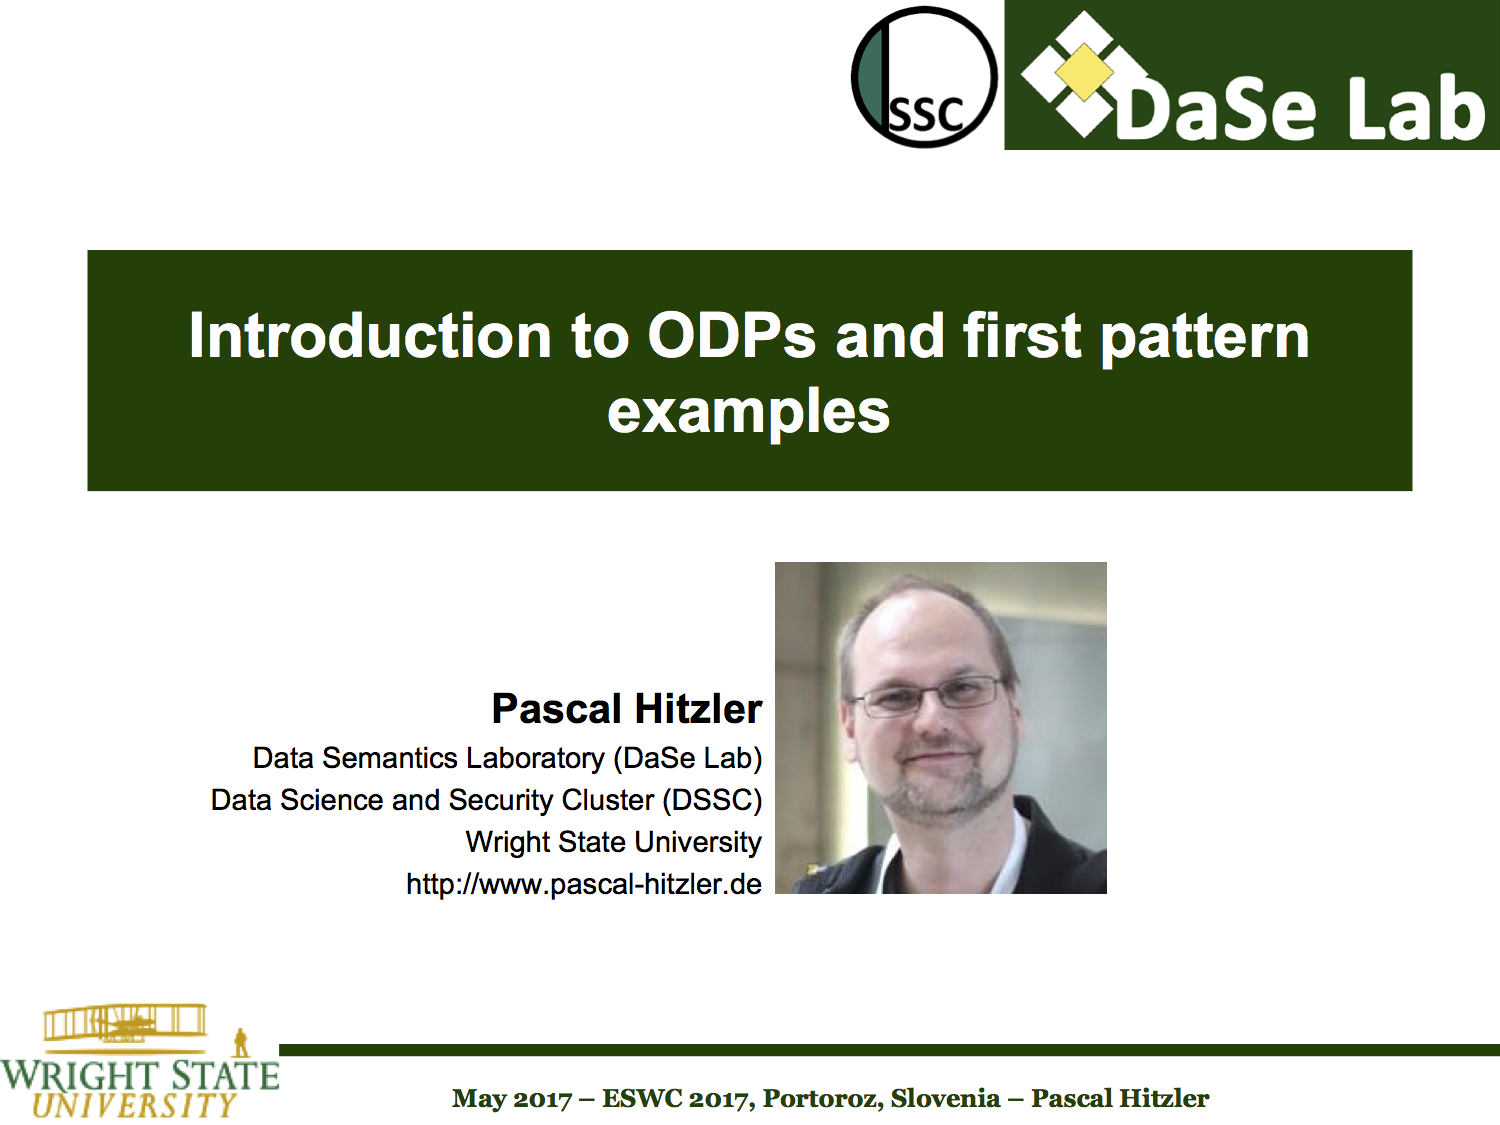 SSC
DaSe Lab
Introduction to ODPs and first pattern
examples
Pascal Hitzler
Data Semantics Laboratory (DaSe Lab)
Data Science and Security Cluster (DSSC)
Wright State University
http://www.pascal-hitzler.de
WRIGHT STATE
UNIVERSITY
May 2017 – ESWC 2017, Portoroz, Slovenia – Pascal Hitzler